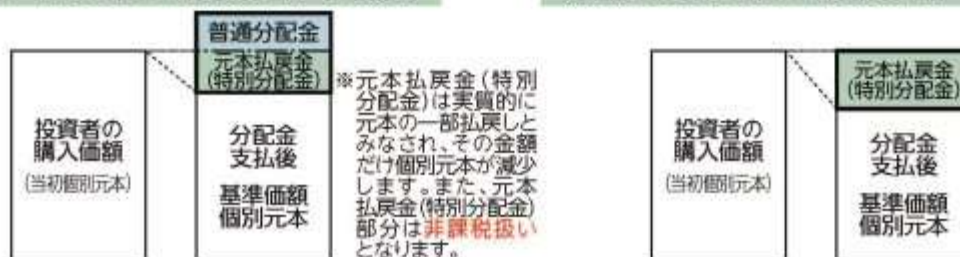 普通分配金
元本払戻金
(特別分配金)
投資者の
購入価額
(当初個別元本)
分配金
支払後
基準価額
個別元本
※元本払戻金(特別
分配金)は実質的に
元本の一部払戻しと
みなされ、その金額
だけ個別元本が減少
します。また、元本
払戻金(特別分配金)
部分は非課税扱い
となります。
投資者の
購入価額
(当初個別元本)
元本払戻金
(特別分配金)
分配金
支払後
基準価額
個別元本